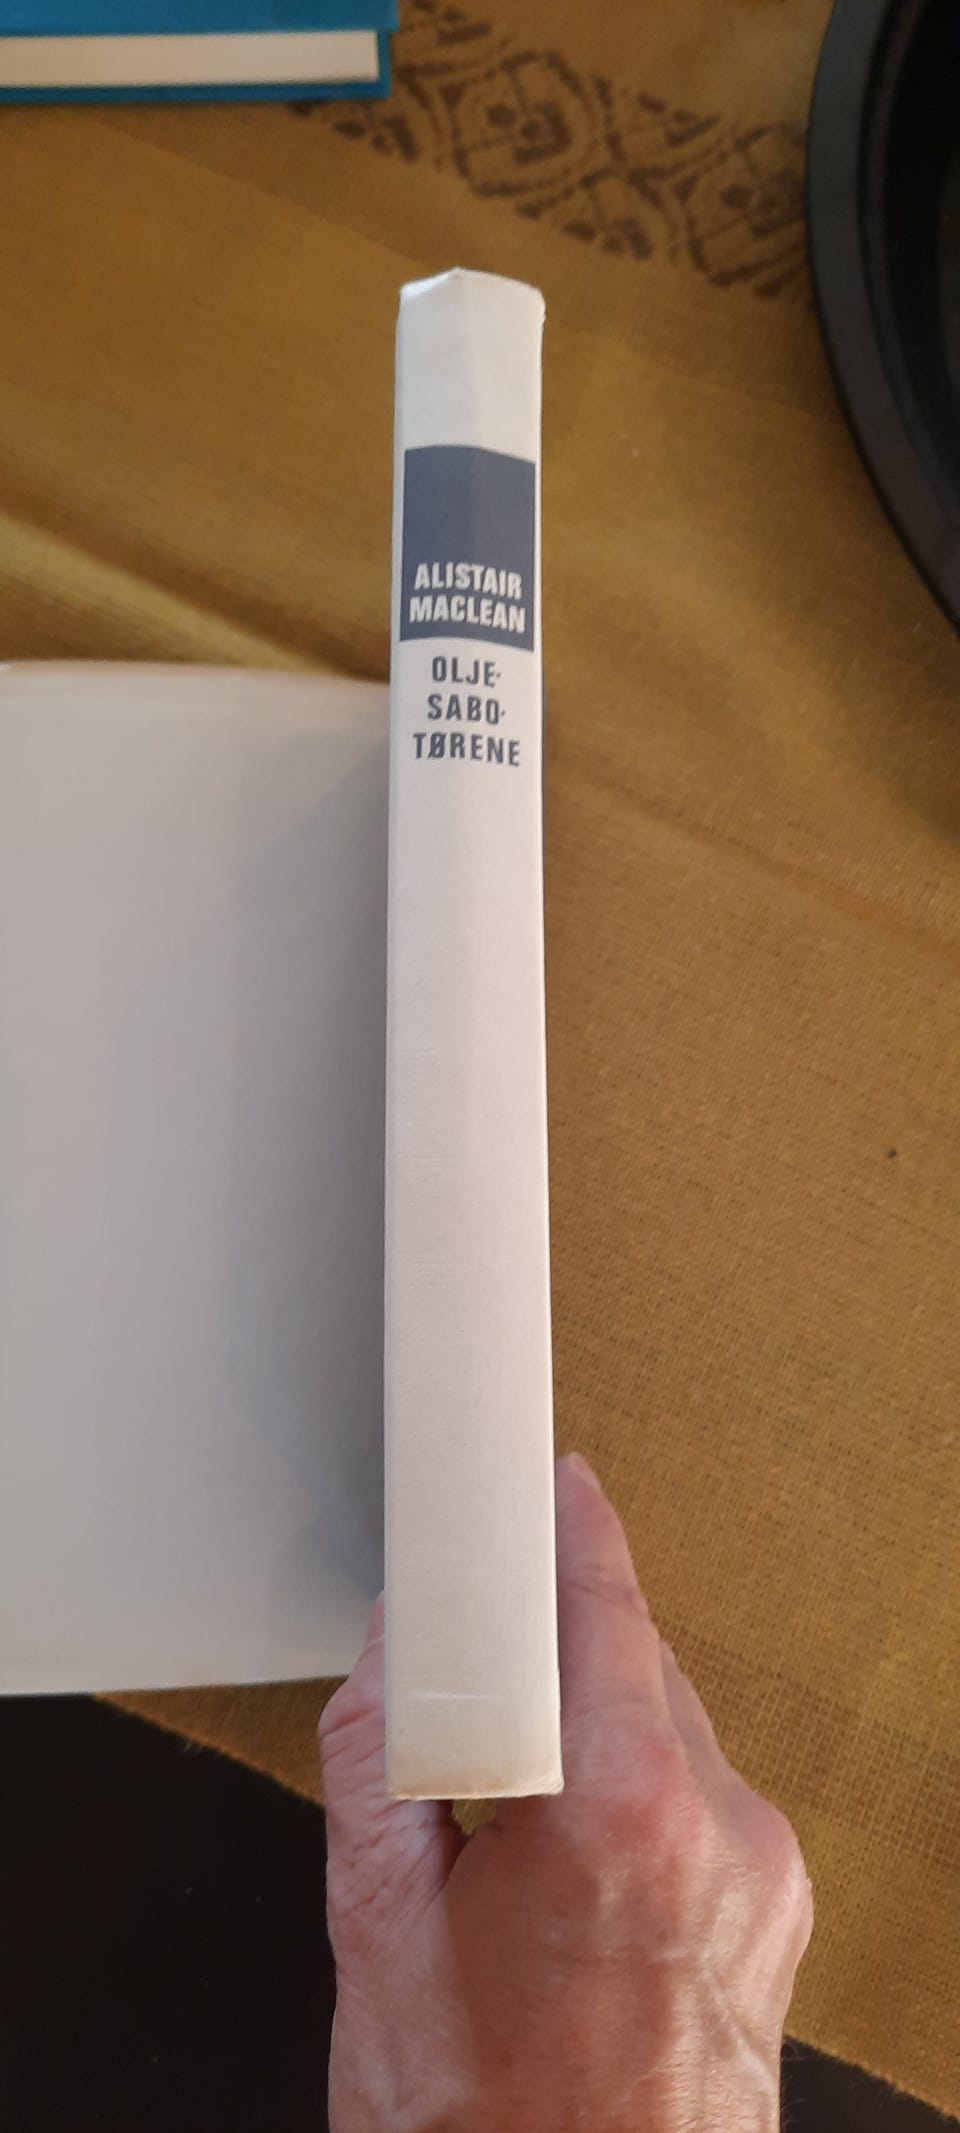 ALISTAIR
MACLEAN
OLJE-
SABO-
TØRENE